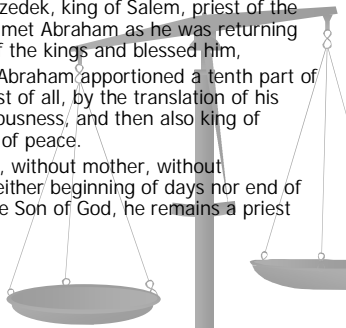 zedek, king of Salem, priest of the
met Abraham as he was returning
f the kings and blessed him,
Abraham apportioned a tenth part of
st of all, by the translation of his
ousness, and then also king of
of peace.
, without mother, without
either beginning of days nor end of
e Son of God, he remains a priest